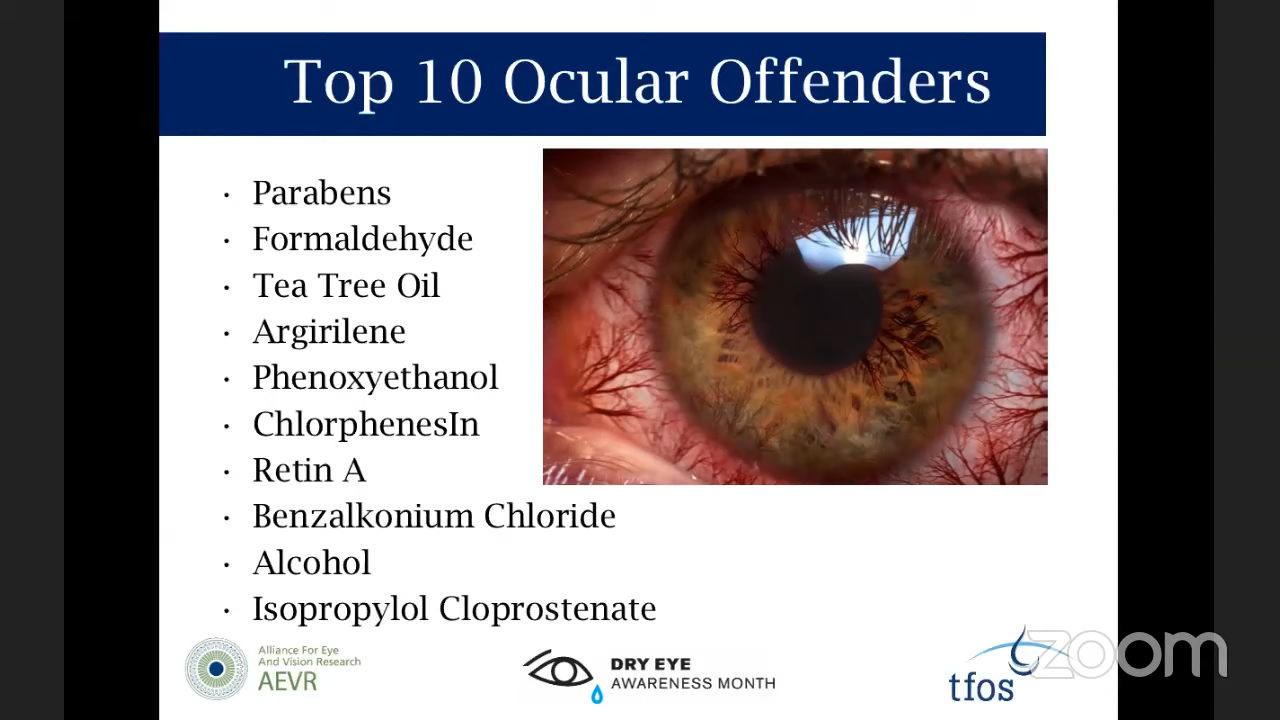 Top 10 Ocular Offenders
· Parabens
· Formaldehyde
· Tea Tree Oil
· Argirilene
· Phenoxyethanol
· ChlorphenesIn
· Retin A
· Benzalkonium Chloride
· Alcohol
· Isopropylol Cloprostenate
Alliance For Eye
And Vision Research
AEVR
DRY EYE
AWARENESS MONTH
tfos
zoom